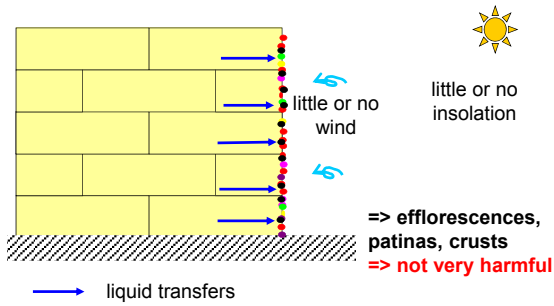 little or no
wind
little or no
insolation
=> efflorescences,
patinas, crusts
=> not very harmful
liquid transfers